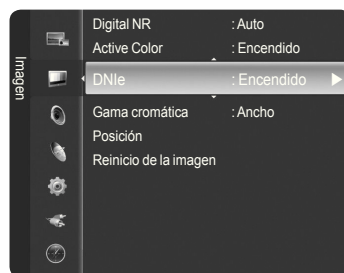 Imagen
Digital NR : Auto
Active Color : Encendido
DNIe : Encendido
Gama cromática : Ancho
Posición
Reinicio de la imagen